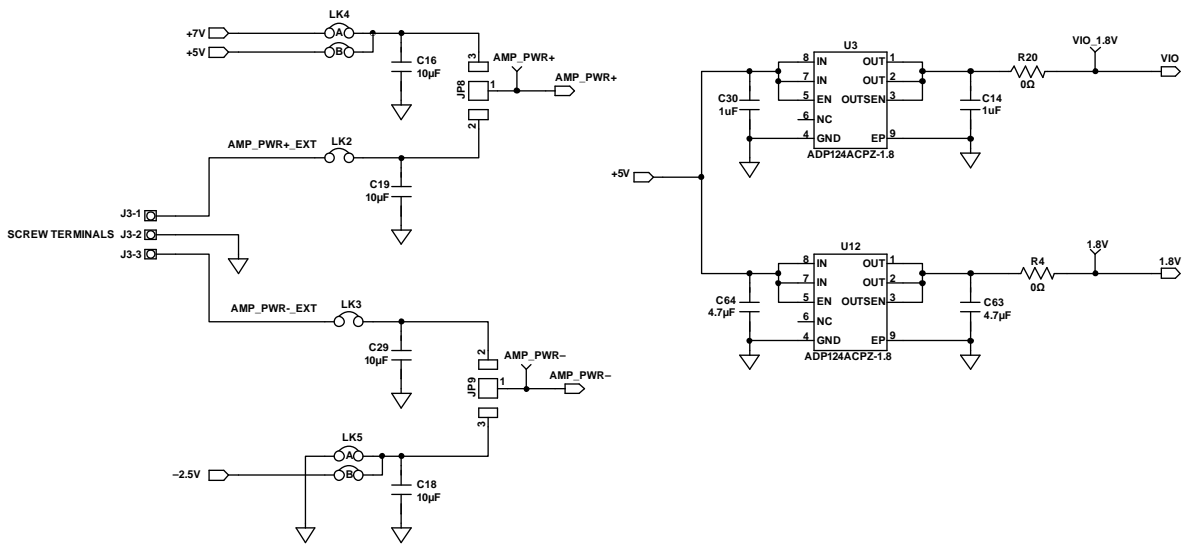 LK4
+7V
A
+5V
B
C16
10µF
3
JP8
1
2
AMP_PWR+
AMP_PWR+
AMP_PWR+_EXT
LK2
C19
10µF
J3-1
SCREW TERMINALS J3-2
J3-3
AMP_PWR-_EXT
LK3
C29
10µF
2
JP9
1
3
AMP_PWR–
AMP_PWR–
LK5
A
–2.5V
B
C18
10µF
+5V
U3
8 IN OUT 1
7 IN OUT 2
5 EN OUTSEN 3
6 NC
4 GND EP 9
ADP124ACPZ-1.8
C30
1uF
C14
1uF
R20
0Ω
VIO_1.8V
VIO
U12
8 IN OUT 1
7 IN OUT 2
5 EN OUTSEN 3
6 NC
4 GND EP 9
ADP124ACPZ-1.8
C64
4.7µF
C63
4.7µF
R4
0Ω
1.8V
1.8V